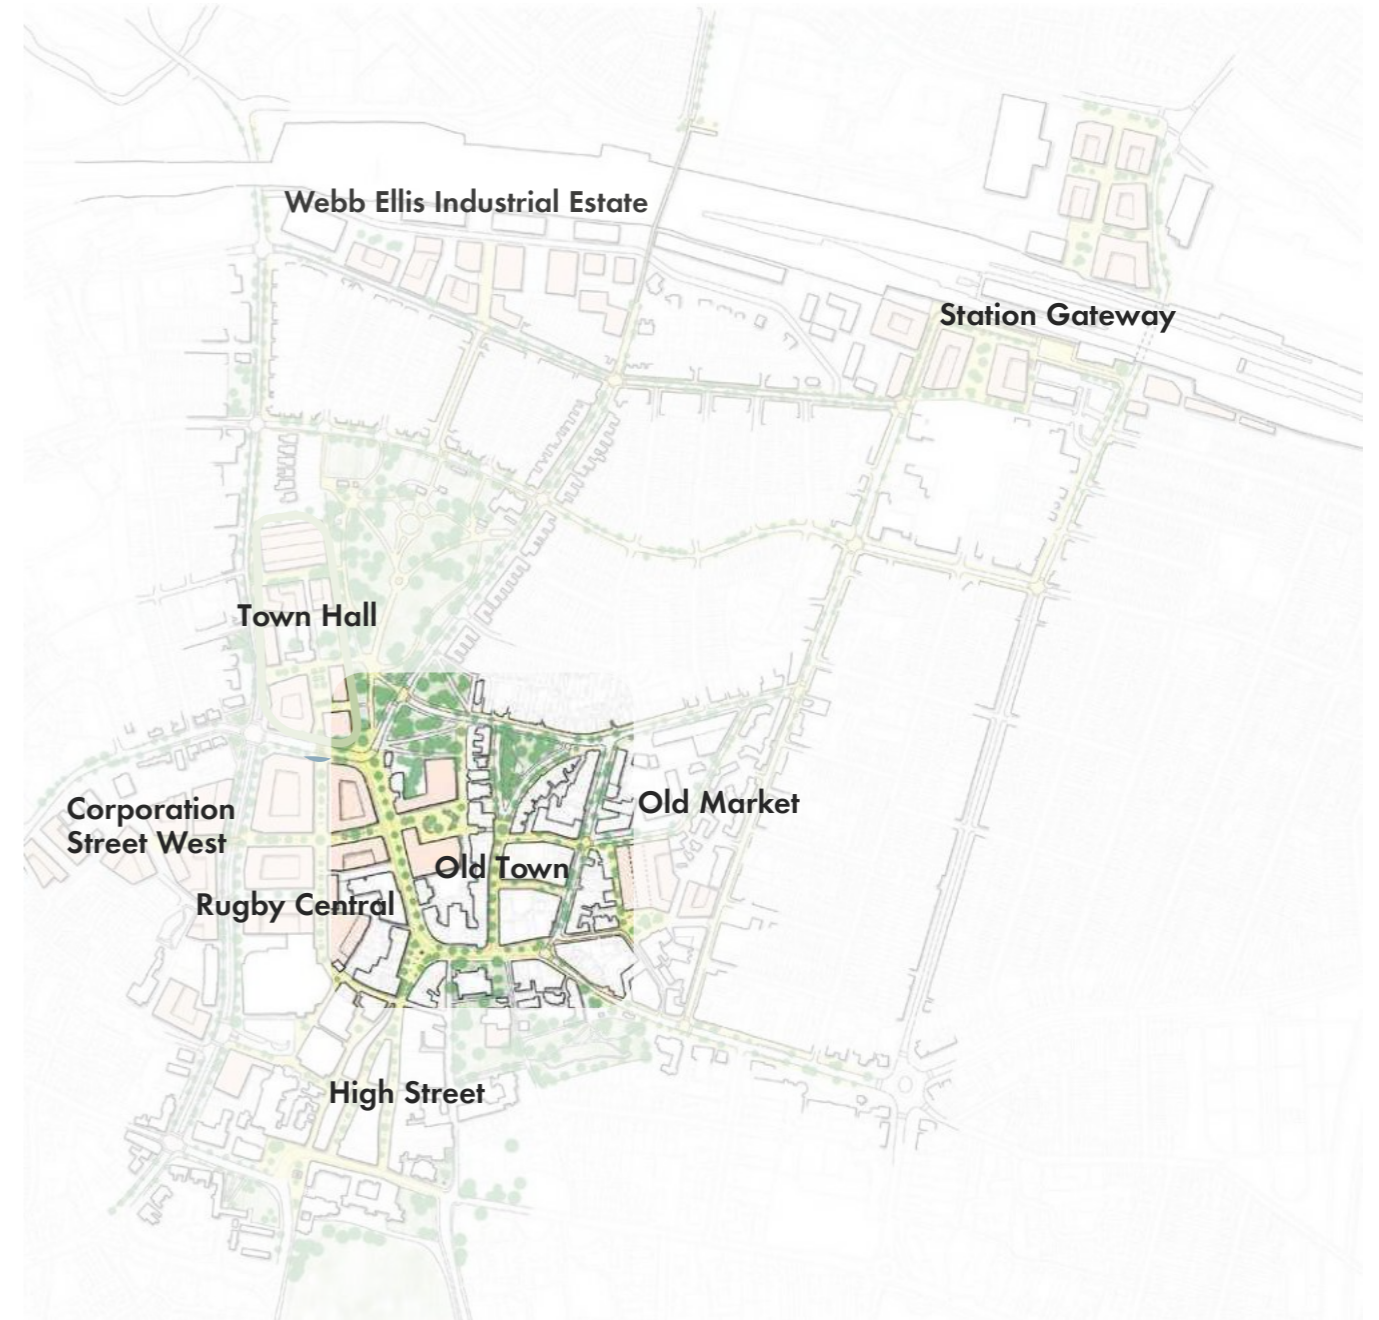 Webb Ellis Industrial Estate
Station Gateway
Town Hall
Corporation
Street West
Old Market
Old Town
Rugby Central
High Street